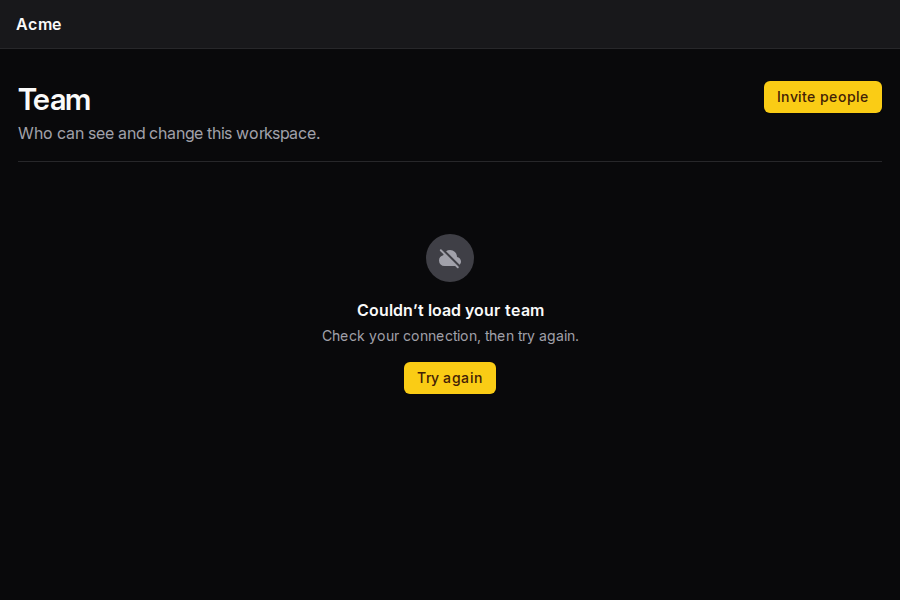 Acme
Team
Invite people
Who can see and change this workspace.
Couldn’t load your team
Check your connection, then try again.
Try again